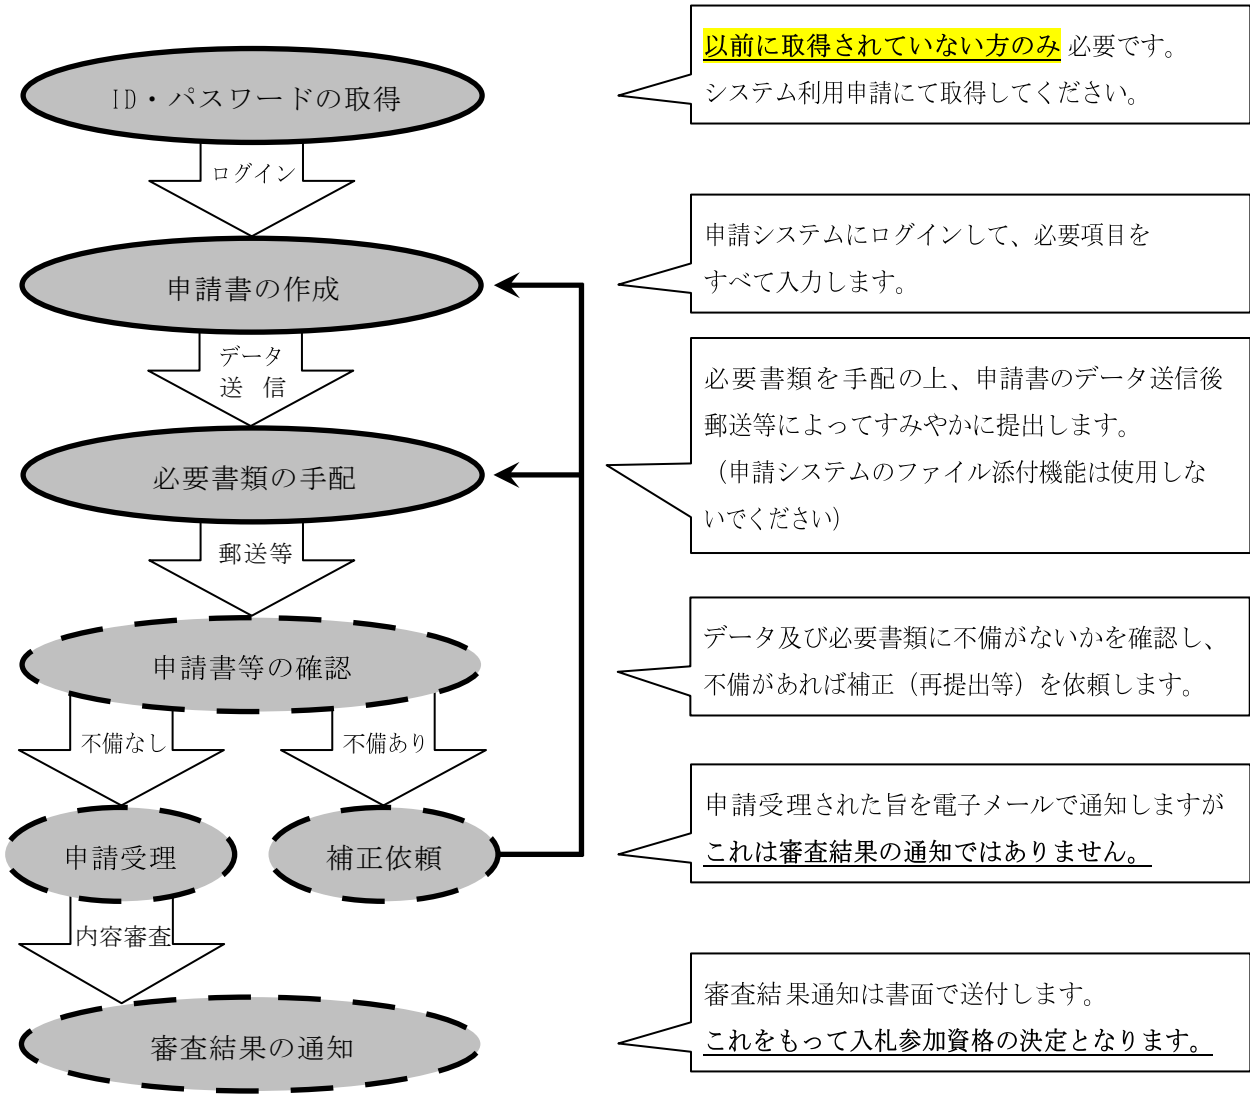 ID・パスワードの取得
以前に取得されていない方のみ 必要です。
システム利用申請にて取得してください。
ログイン
申請書の作成
申請システムにログインして、必要項目を
すべて入力します。
データ
送　信
必要書類の手配
必要書類を手配の上、申請書のデータ送信後
郵送等によってすみやかに提出します。
（申請システムのファイル添付機能は使用しな
いでください）
郵送等
申請書等の確認
データ及び必要書類に不備がないかを確認し、
不備があれば補正（再提出等）を依頼します。
不備なし
不備あり
申請受理
補正依頼
申請受理された旨を電子メールで通知しますが
これは審査結果の通知ではありません。
内容審査
審査結果の通知
審査結果通知は書面で送付します。
これをもって入札参加資格の決定となります。